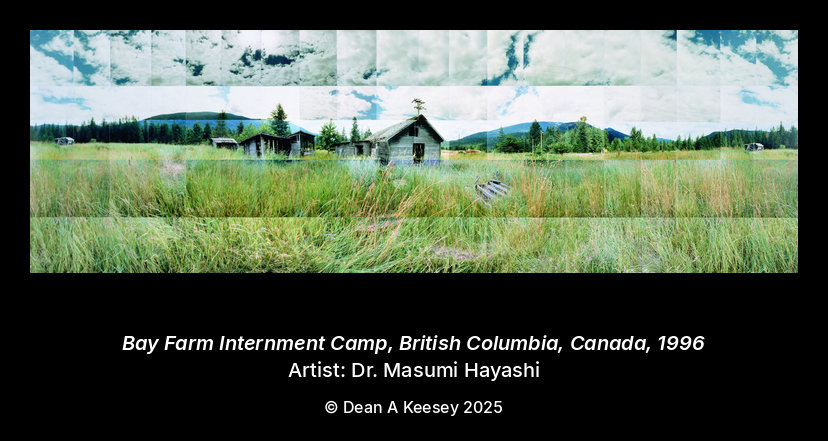 Bay Farm Internment Camp, British Columbia, Canada, 1996
Artist: Dr. Masumi Hayashi
© Dean A Keesey 2025